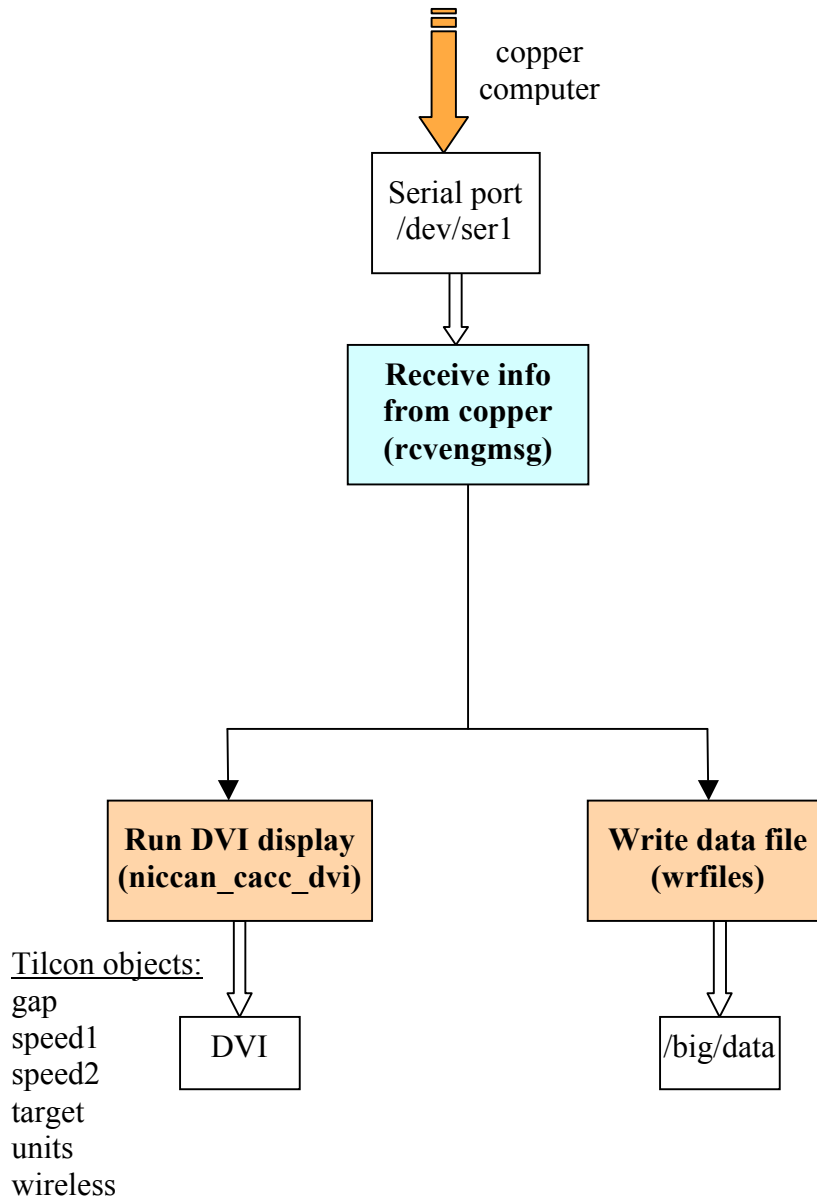 copper
computer
Serial port
/dev/ser1
Receive info
from copper
(rcvengmsg)
Run DVI display
(niccan_cacc_dvi)
Write data file
(wrfiles)
Tilcon objects:
gap
speed1
speed2
target
units
wireless
DVI
/big/data